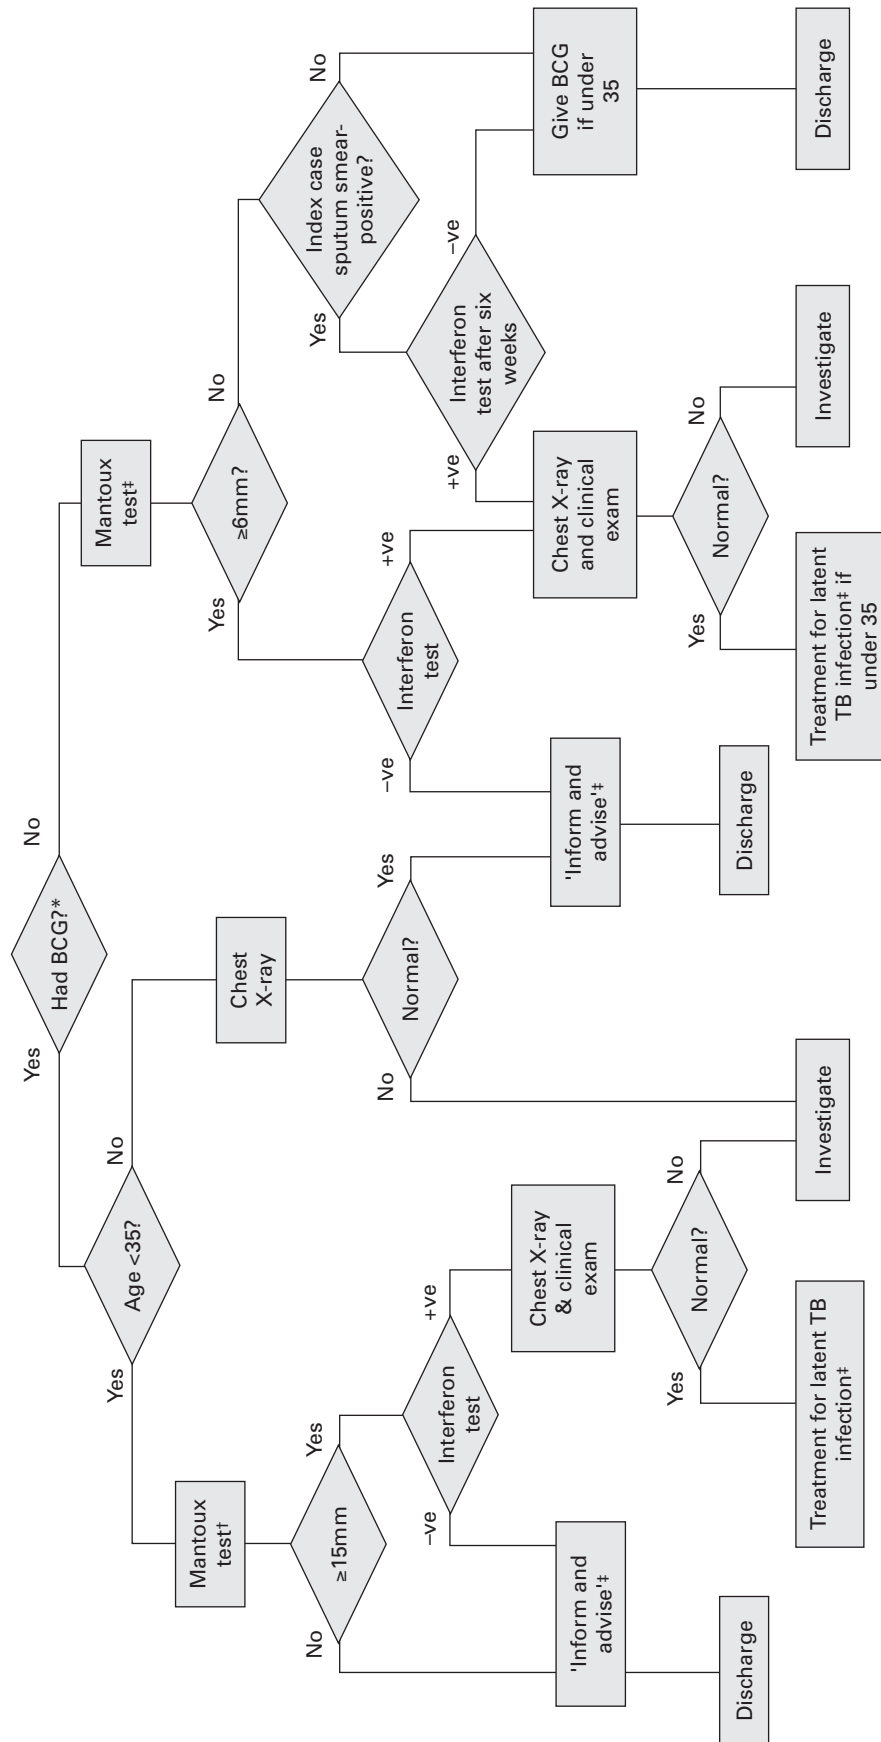 Had BCG?*
Yes
No
Age <35?
Yes
No
Mantoux
test†
≥15mm
No
Yes
Interferon
test
–ve
+ve
'Inform and
advise'‡
Discharge
Chest X-ray
& clinical
exam
Normal?
Yes
No
Treatment for latent TB
infection‡
Investigate
Chest
X-ray
Normal?
No
Yes
'Inform and
advise'‡
Discharge
Mantoux
test‡
≥6mm?
Yes
No
Interferon
test
–ve
+ve
Index case
sputum smear-
positive?
Yes
No
Interferon
test after six
weeks
+ve
–ve
Chest X-ray
and clinical
exam
Normal?
Yes
No
Treatment for latent
TB infection‡ if
under 35
Investigate
Give BCG
if under
35
Discharge